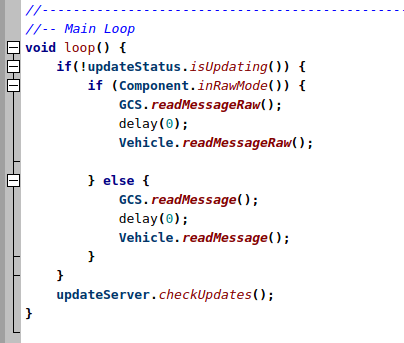 //----------------------------------------------
//-- Main Loop
void loop() {
    if(!updateStatus.isUpdating()) {
        if (Component.inRawMode()) {
            GCS.readMessageRaw();
            delay(0);
            Vehicle.readMessageRaw();

        } else {
            GCS.readMessage();
            delay(0);
            Vehicle.readMessage();
        }
    }
    updateServer.checkUpdates();
}